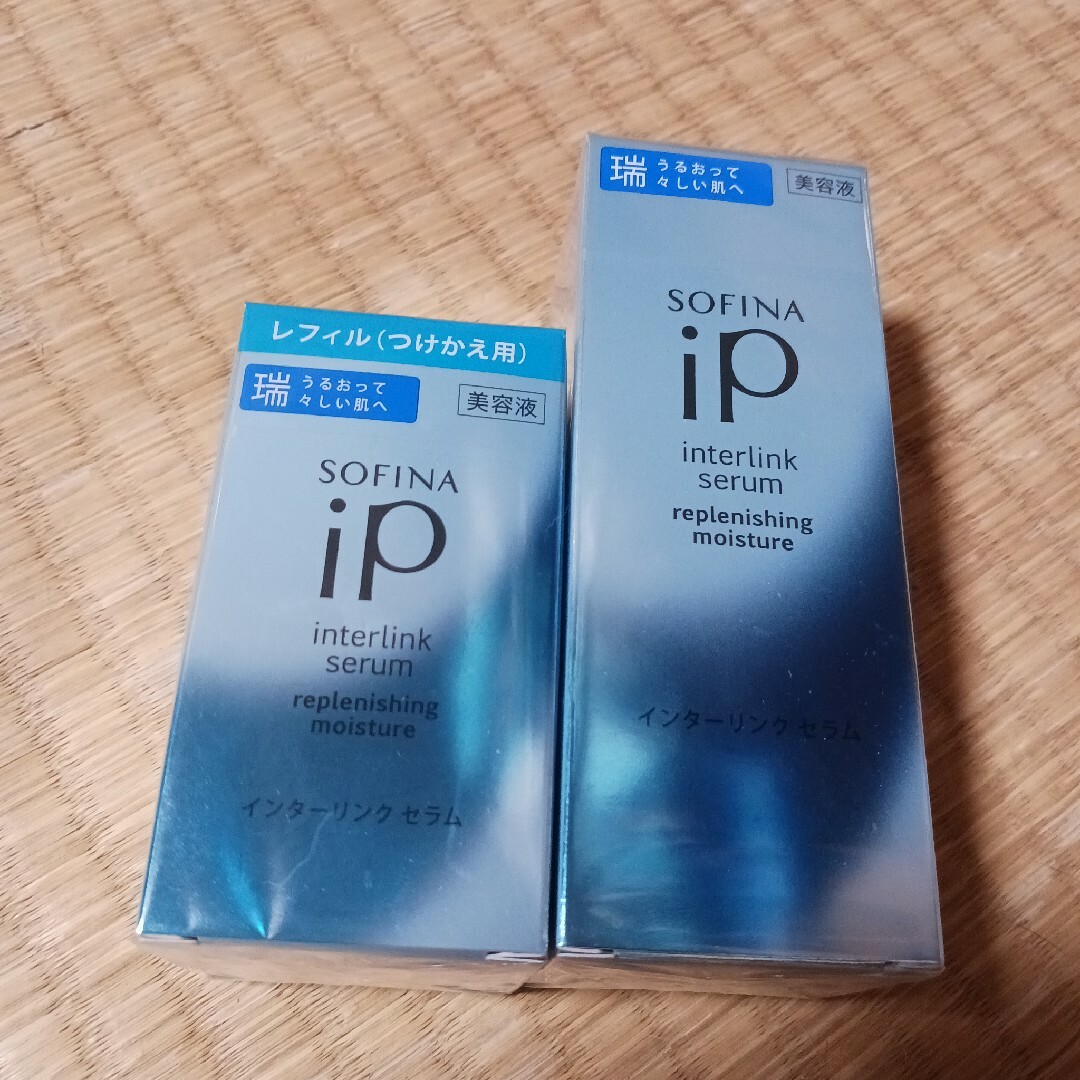 レフィル(つけかえ用)
瑞
うるおって
々しい肌へ
美容液
SOFINA
iP
interlink
serum
replenishing
moisture
インターリンク セラム
瑞
うるおって
々しい肌へ
美容液
SOFINA
iP
interlink
serum
replenishing
moisture
インターリンク セラム